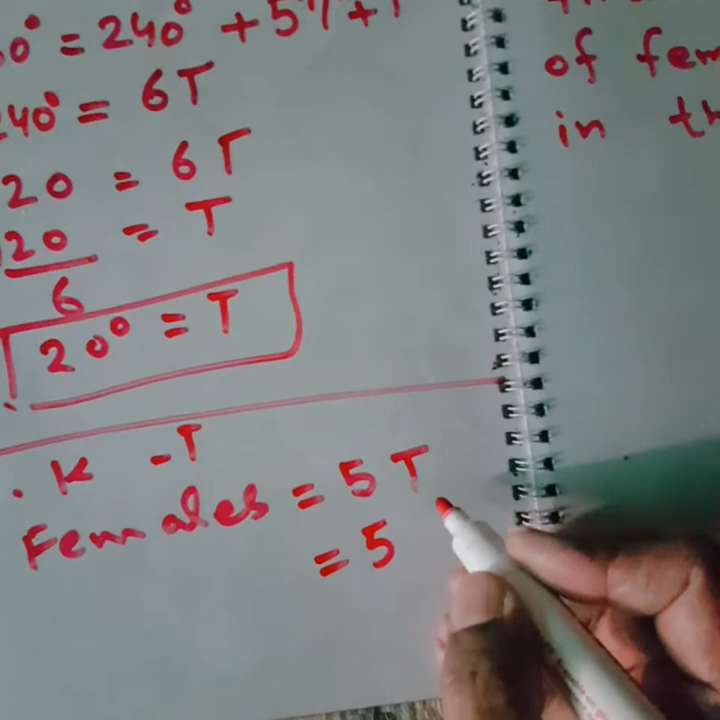 0° = 240° + 5T + T
240° = 6T
20 = 6T
20 = T
6
20° = T
. K - T
Females = 5T
= 5
of fem
in th